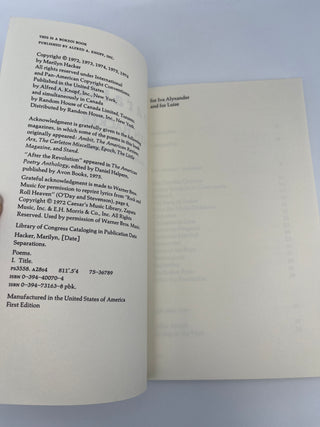 THIS IS A BORZOI BOOK
PUBLISHED BY ALFRED A. KNOPF, INC.
Copyright © 1972, 1973, 1974, 1975, 1976
by Marilyn Hacker
All rights reserved under International
and Pan-American Copyright Conventions.
Published in the United States
by Alfred A. Knopf, Inc., New York,
and simultaneously in Canada
by Random House of Canada Limited, Toronto.
Distributed by Random House, Inc., New York.
Acknowledgment is gratefully given to the following
magazines, in which some of the poems in this book
originally appeared: Ambit, The American Review,
Ara, The Carleton Miscellany, Epoch, The Little
Magazine, and Stand.
"After the Revolution" appeared in The American
Poetry Anthology, edited by Daniel Halpern,
published by Avon Books, 1975.
Grateful acknowledgment is made to Warner Bros.
Music for permission to reprint lyrics from "Rock and
Roll Heaven" (O'Day and Stevenson), page 4,
Copyright © 1972 Caesar's Music Library, Zapata
Music, Inc. & E.H. Morris & Co., Inc. All Rights
Reserved. Used by permission of Warner Bros. Music.
Library of Congress Cataloging in Publication Data
Hacker, Marilyn, [Date]
Separations.
Poems.
I. Title.
PS3558. A2864 811'.5'4 75-36789
ISBN 0-394-40070-4
ISBN 0-394-73163-8 pbk.
Manufactured in the United States of America
First Edition
for Iva Alyxander
and for Luise